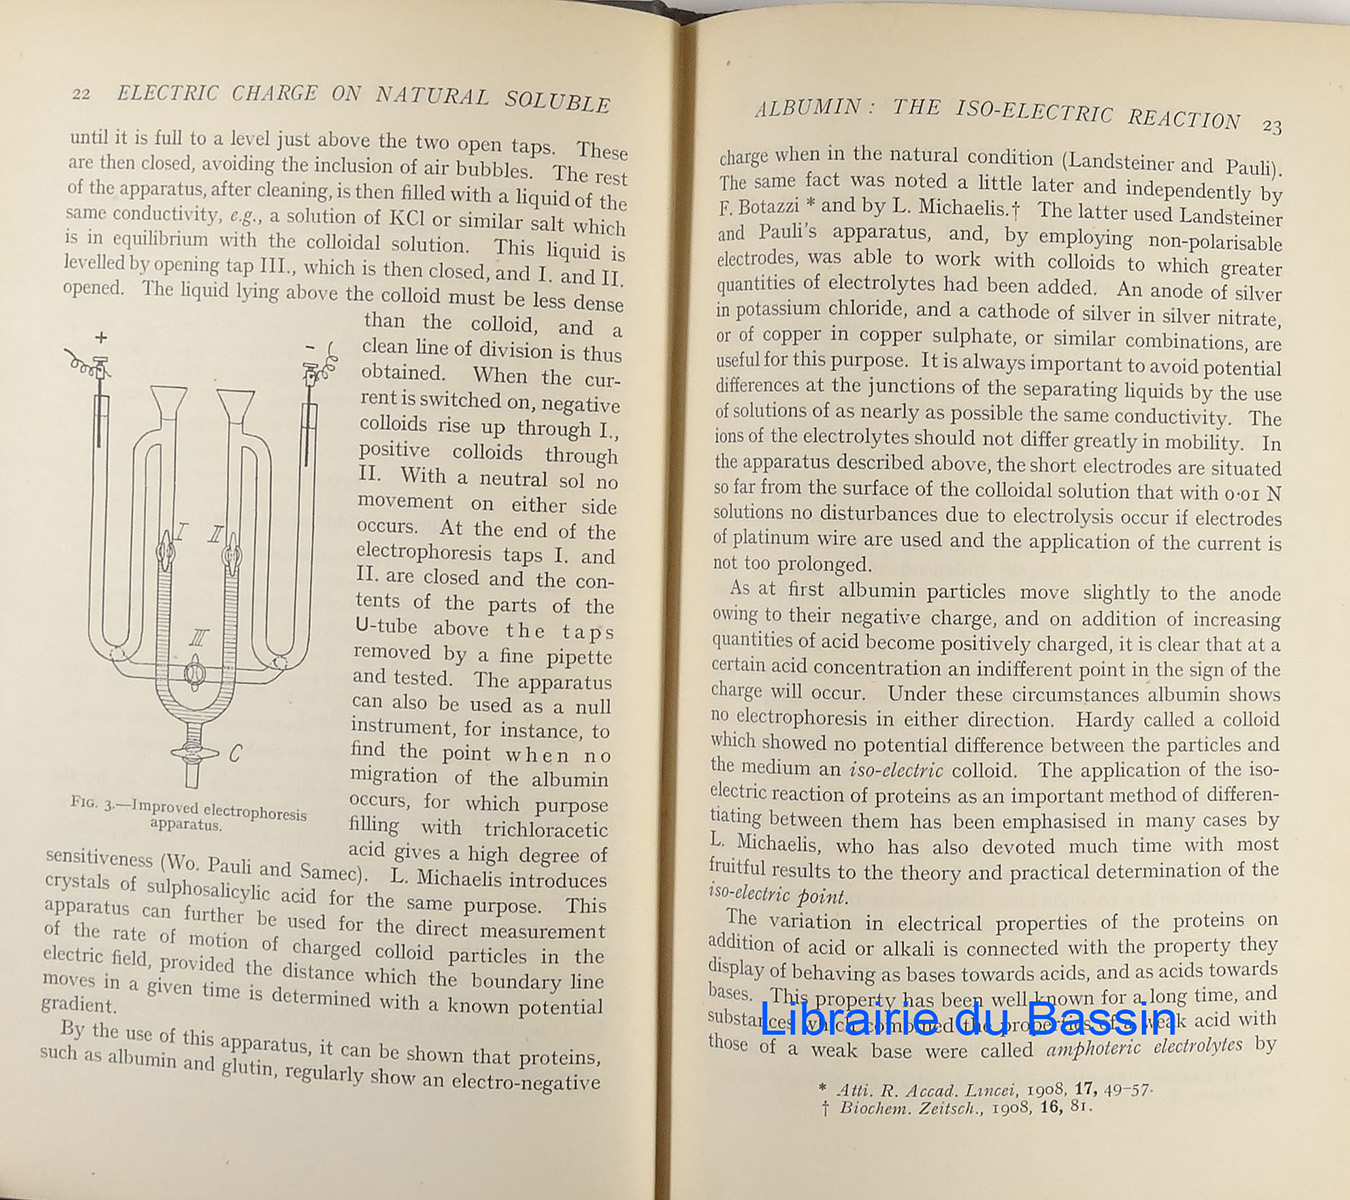 22 ELECTRIC CHARGE ON NATURAL SOLUBLE
until it is full to a level just above the two open taps. These
are then closed, avoiding the inclusion of air bubbles. The rest
of the apparatus, after cleaning, is then filled with a liquid of the
same conductivity, e.g., a solution of KCl or similar salt which
is in equilibrium with the colloidal solution. This liquid is
levelled by opening tap III., which is then closed, and I. and II.
opened. The liquid lying above the colloid must be less dense
than the colloid, and a
clean line of division is thus
obtained. When the cur-
rent is switched on, negative
colloids rise up through I.,
positive colloids through
II. With a neutral sol no
movement on either side
occurs. At the end of the
electrophoresis taps I. and
II. are closed and the con-
tents of the parts of the
U-tube above the taps
removed by a fine pipette
and tested. The apparatus
can also be used as a null
instrument, for instance, to
find the point when no
migration of the albumin
occurs, for which purpose
filling with trichloracetic
acid gives a high degree of
+
-
I
II
III
C
FIG. 3.—Improved electrophoresis
apparatus.
sensitiveness (Wo. Pauli and Samec). L. Michaelis introduces
crystals of sulphosalicylic acid for the same purpose. This
apparatus can further be used for the direct measurement
of the rate of motion of charged colloid particles in the
electric field, provided the distance which the boundary line
moves in a given time is determined with a known potential
gradient.
By the use of this apparatus, it can be shown that proteins,
such as albumin and glutin, regularly show an electro-negative
ALBUMIN: THE ISO-ELECTRIC REACTION 23
charge when in the natural condition (Landsteiner and Pauli).
The same fact was noted a little later and independently by
F. Botazzi * and by L. Michaelis.† The latter used Landsteiner
and Pauli's apparatus, and, by employing non-polarisable
electrodes, was able to work with colloids to which greater
quantities of electrolytes had been added. An anode of silver
in potassium chloride, and a cathode of silver in silver nitrate,
or of copper in copper sulphate, or similar combinations, are
useful for this purpose. It is always important to avoid potential
differences at the junctions of the separating liquids by the use
of solutions of as nearly as possible the same conductivity. The
ions of the electrolytes should not differ greatly in mobility. In
the apparatus described above, the short electrodes are situated
so far from the surface of the colloidal solution that with 0·01 N
solutions no disturbances due to electrolysis occur if electrodes
of platinum wire are used and the application of the current is
not too prolonged.
As at first albumin particles move slightly to the anode
owing to their negative charge, and on addition of increasing
quantities of acid become positively charged, it is clear that at a
certain acid concentration an indifferent point in the sign of the
charge will occur. Under these circumstances albumin shows
no electrophoresis in either direction. Hardy called a colloid
which showed no potential difference between the particles and
the medium an iso-electric colloid. The application of the iso-
electric reaction of proteins as an important method of differen-
tiating between them has been emphasised in many cases by
L. Michaelis, who has also devoted much time with most
fruitful results to the theory and practical determination of the
iso-electric point.
The variation in electrical properties of the proteins on
addition of acid or alkali is connected with the property they
display of behaving as bases towards acids, and as acids towards
bases. This property has been well known for a long time, and
substances which combined the properties of a weak acid with
those of a weak base were called amphoteric electrolytes by
* Atti. R. Accad. Lincei, 1908, 17, 49-57.
† Biochem. Zeitsch., 1908, 16, 81.
Librairie du Bassin